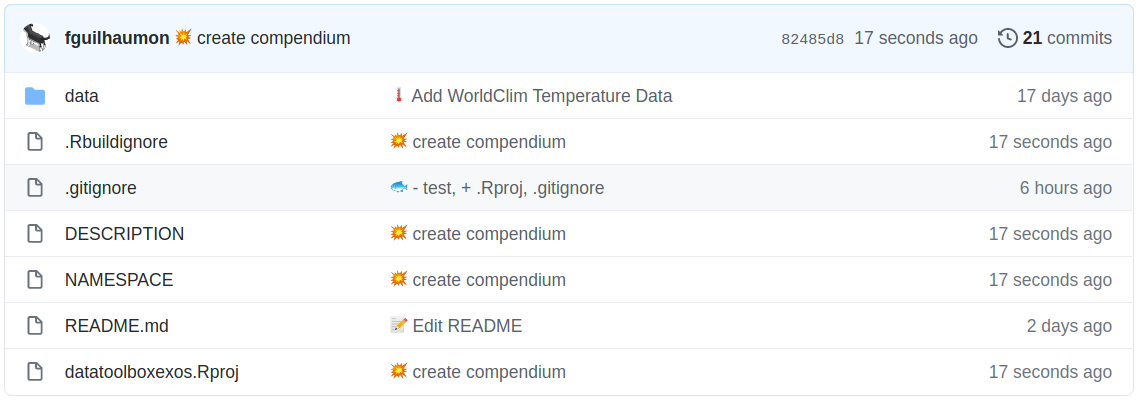 fguilhaumon 💥 create compendium 82485d8 17 seconds ago 21 commits
data 🌡 Add WorldClim Temperature Data 17 days ago
.Rbuildignore 💥 create compendium 17 seconds ago
.gitignore 🐟 - test, + .Rproj, .gitignore 6 hours ago
DESCRIPTION 💥 create compendium 17 seconds ago
NAMESPACE 💥 create compendium 17 seconds ago
README.md 📝 Edit README 2 days ago
datatoolboxexos.Rproj 💥 create compendium 17 seconds ago